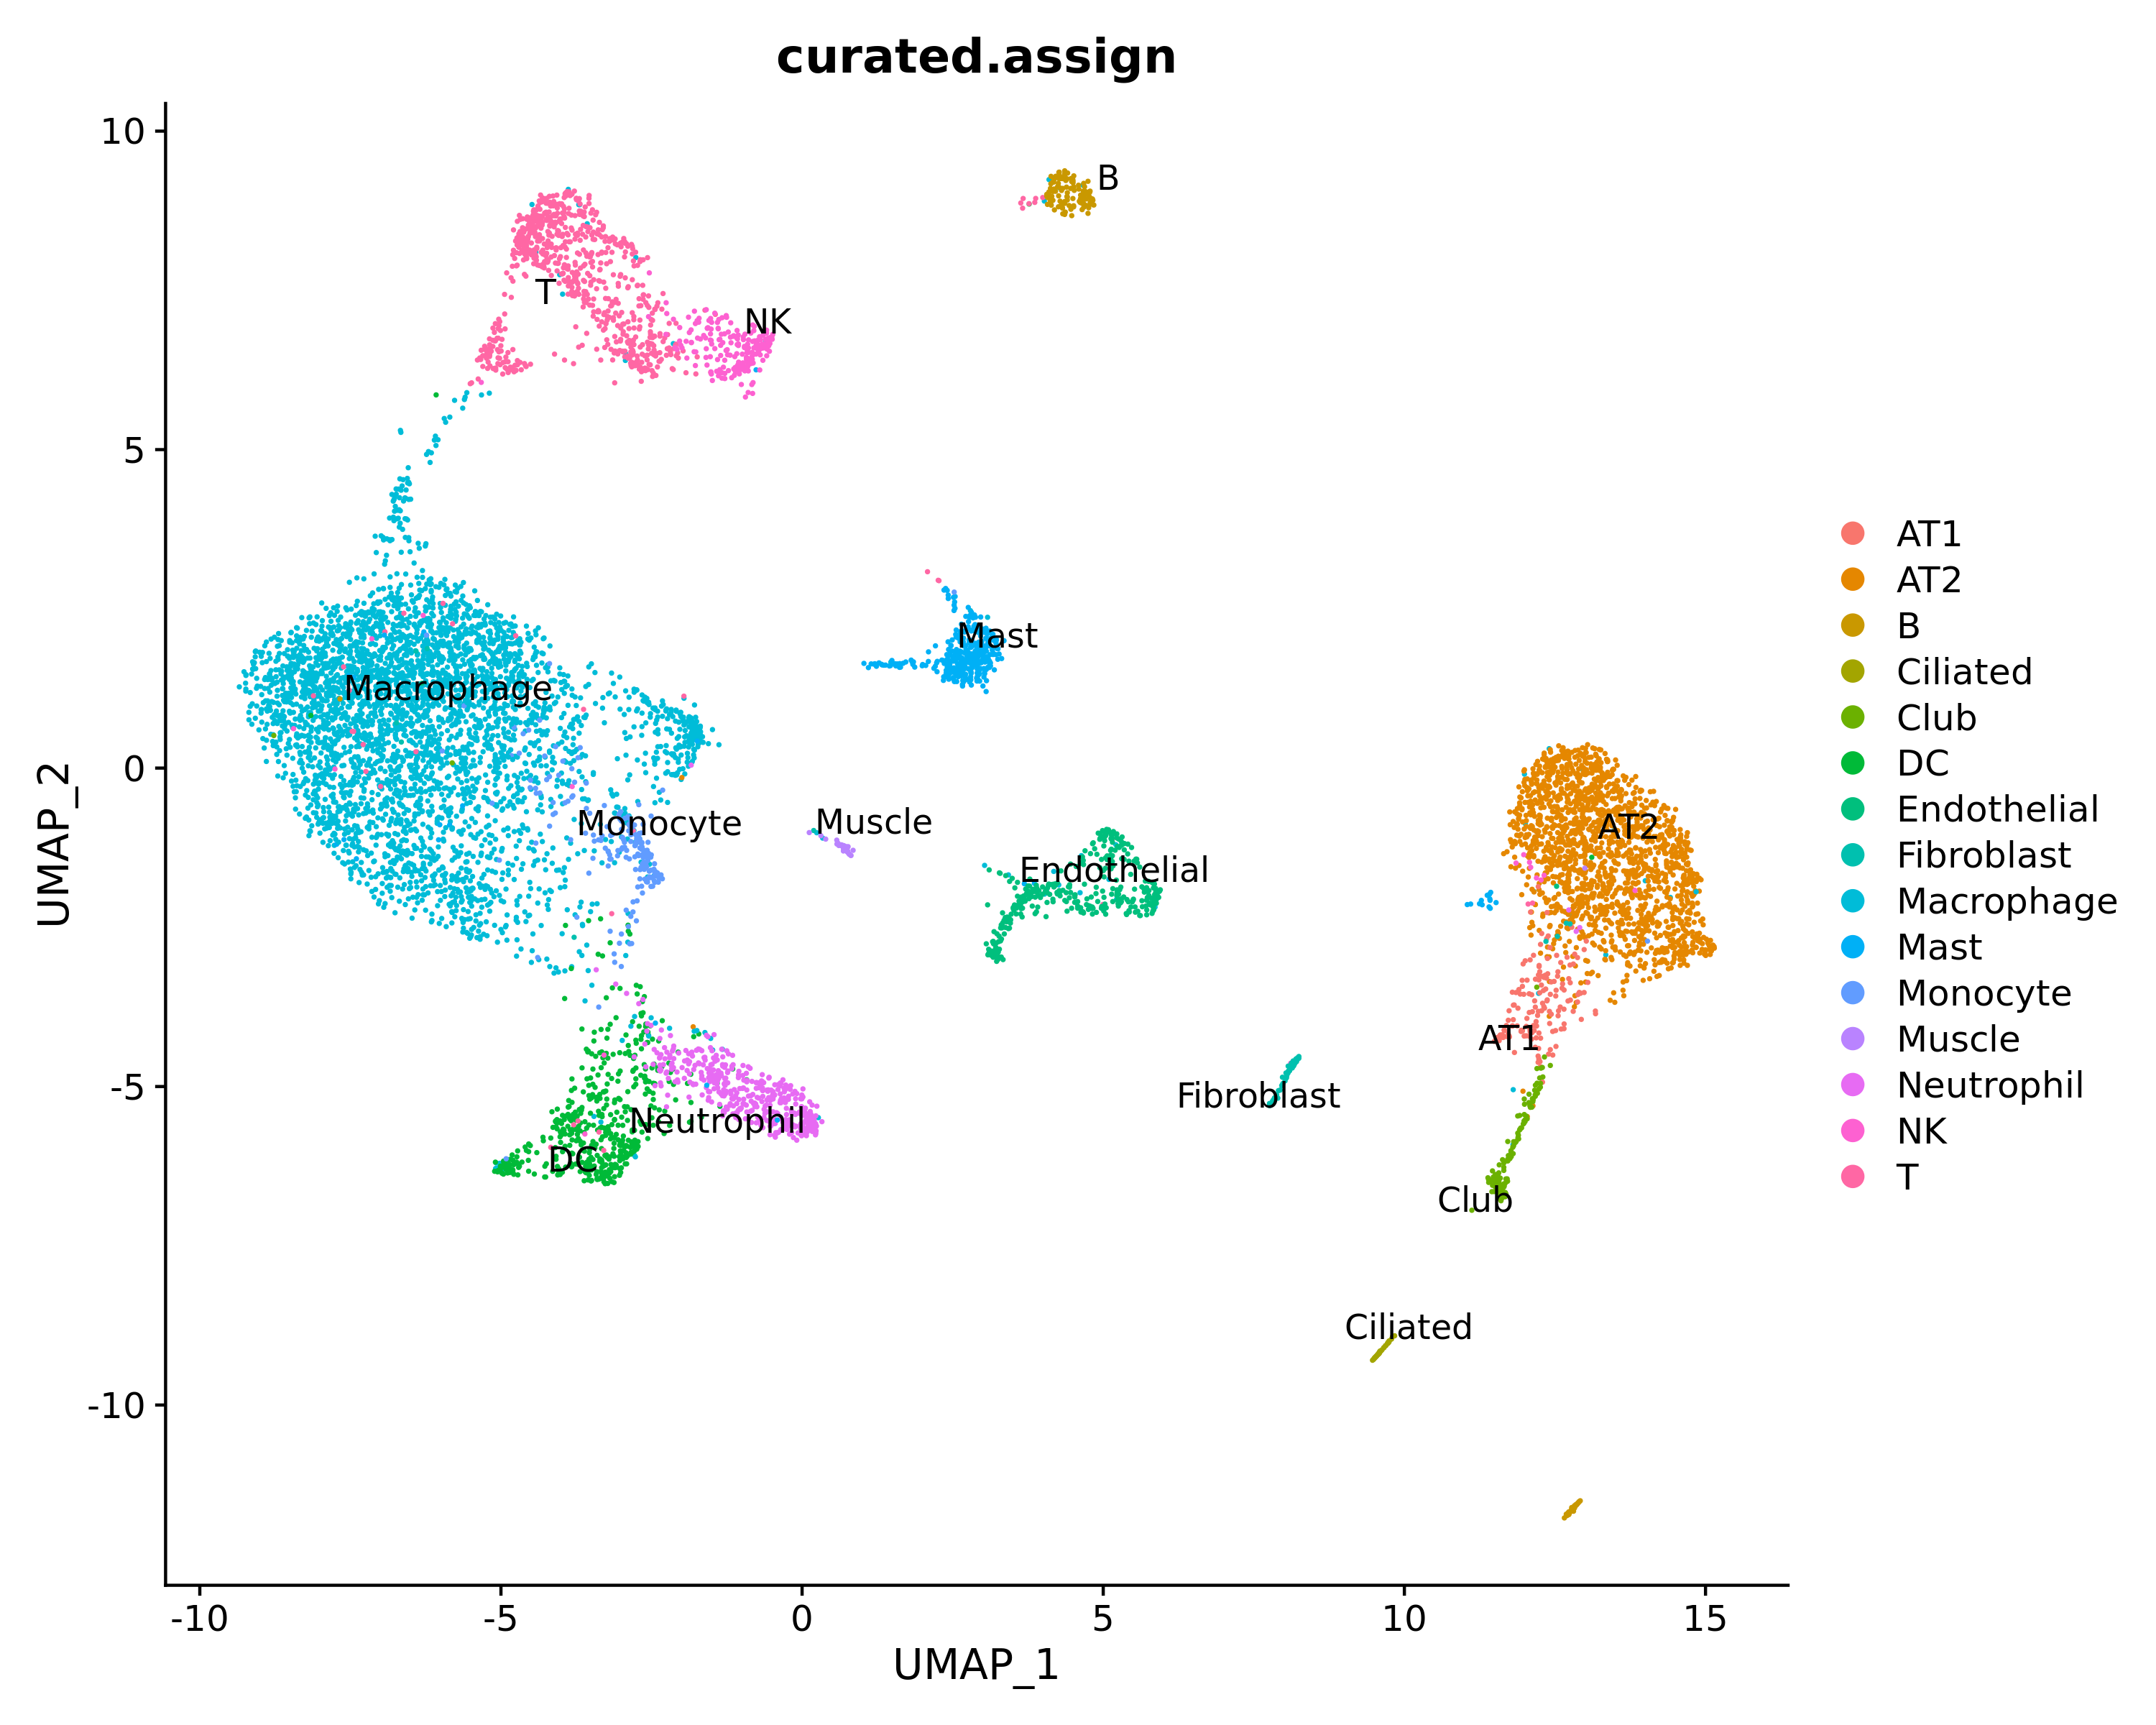 curated.assign
10
5
0
-5
-10
UMAP_2
B
T
NK
Mast
Macrophage
Monocyte
Muscle
Endothelial
AT2
AT1
Fibroblast
Neutrophil
DC
Club
Ciliated
-10
-5
0
5
10
15
UMAP_1
AT1
AT2
B
Ciliated
Club
DC
Endothelial
Fibroblast
Macrophage
Mast
Monocyte
Muscle
Neutrophil
NK
T